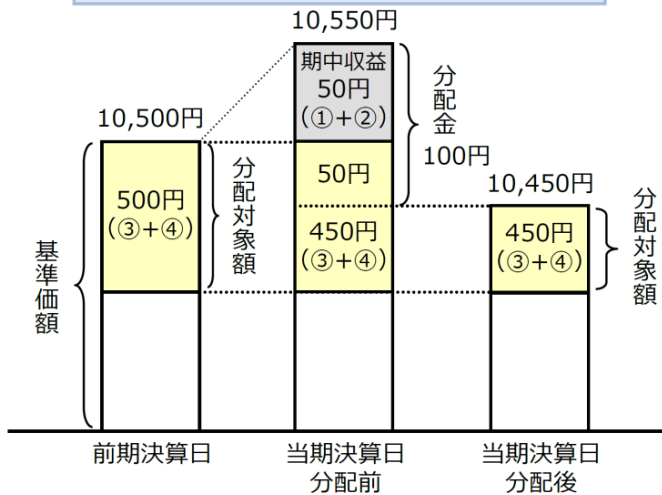 10,550円
期中収益
50円
(①+②)
分配金
100円
10,500円
500円
(③+④)
分配対象額
50円
450円
(③+④)
10,450円
450円
(③+④)
分配対象額
基準価額
前期決算日
当期決算日
分配前
当期決算日
分配後